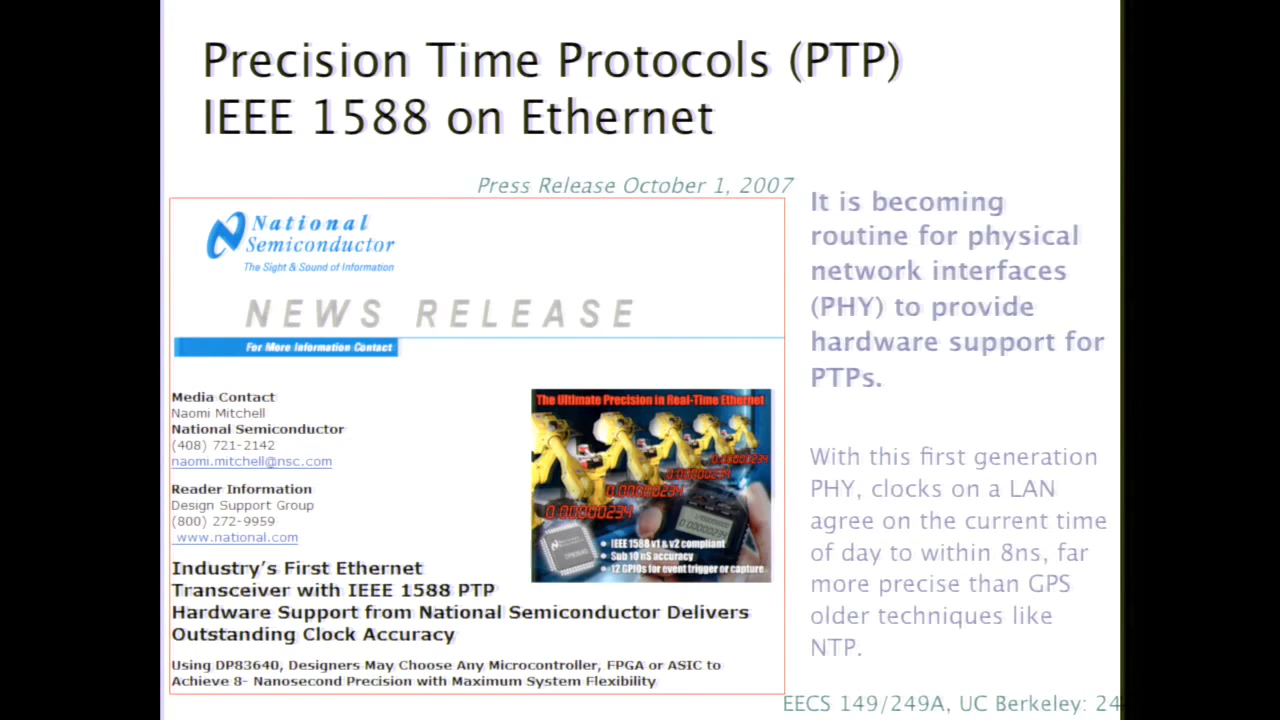 Precision Time Protocols (PTP)
IEEE 1588 on Ethernet
Press Release October 1, 2007
National
Semiconductor
The Sight & Sound of Information
NEWS RELEASE
For More Information Contact
Media Contact
Naomi Mitchell
National Semiconductor
(408) 721-2142
naomi.mitchell@nsc.com
Reader Information
Design Support Group
(800) 272-9959
www.national.com
The Ultimate Precision in Real-Time Ethernet
0.00000234
0.00000234
0.00000234
0.00000234
• IEEE 1588 v1 & v2 compliant
• Sub 10 nS accuracy
• 12 GPIOs for event trigger or capture
Industry's First Ethernet
Transceiver with IEEE 1588 PTP
Hardware Support from National Semiconductor Delivers
Outstanding Clock Accuracy
Using DP83640, Designers May Choose Any Microcontroller, FPGA or ASIC to
Achieve 8- Nanosecond Precision with Maximum System Flexibility
It is becoming
routine for physical
network interfaces
(PHY) to provide
hardware support for
PTPs.
With this first generation
PHY, clocks on a LAN
agree on the current time
of day to within 8ns, far
more precise than GPS
older techniques like
NTP.
EECS 149/249A, UC Berkeley: 24